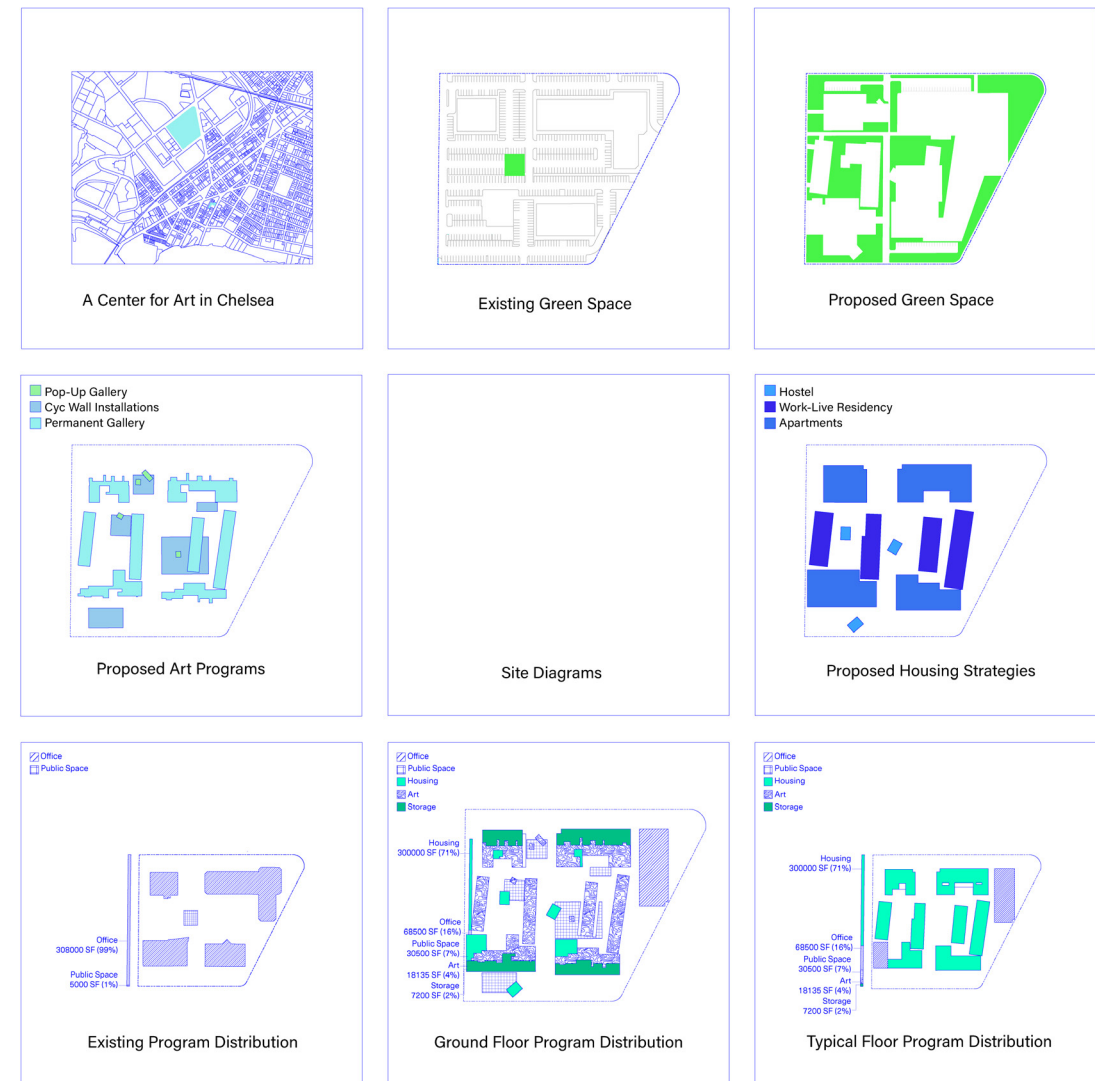 A Center for Art in Chelsea
Existing Green Space
Proposed Green Space
Pop-Up Gallery
Cyc Wall Installations
Permanent Gallery
Proposed Art Programs
Site Diagrams
Hostel
Work-Live Residency
Apartments
Proposed Housing Strategies
Office
Public Space
Office
308000 SF (99%)
Public Space
5000 SF (1%)
Existing Program Distribution
Office
Public Space
Housing
Art
Storage
Housing
300000 SF (71%)
Office
68500 SF (16%)
Public Space
30500 SF (7%)
Art
18135 SF (4%)
Storage
7200 SF (2%)
Ground Floor Program Distribution
Office
Public Space
Housing
Art
Storage
Housing
300000 SF (71%)
Office
68500 SF (16%)
Public Space
30500 SF (7%)
Art
18135 SF (4%)
Storage
7200 SF (2%)
Typical Floor Program Distribution